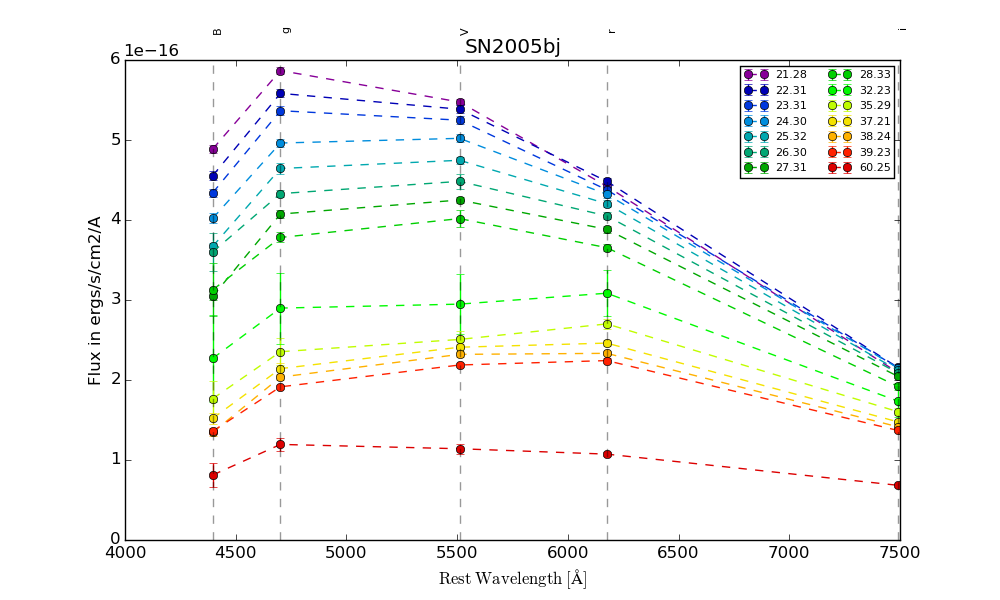 B g V r i
SN2005bj
1e−16
6
5
4
3
2
1
0
Flux in ergs/s/cm2/A
21.28 28.33
22.31 32.23
23.31 35.29
24.30 37.21
25.32 38.24
26.30 39.23
27.31 60.25
4000 4500 5000 5500 6000 6500 7000 7500
Rest Wavelength [Å]